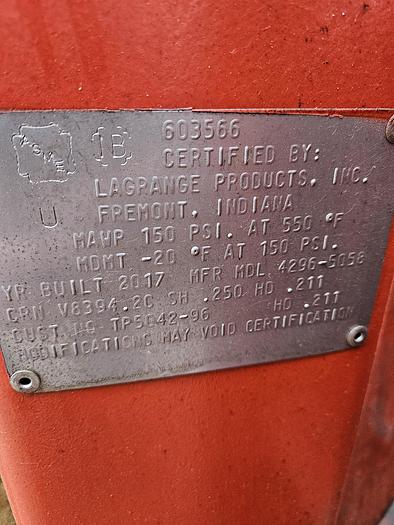 ASME NB 603566
CERTIFIED BY:
LAGRANGE PRODUCTS, INC.
U FREMONT, INDIANA
MAWP 150 PSI. AT 550 °F
MDMT -20 °F AT 150 PSI.
YR BUILT 2017 MFR MDL 4296-5058
CRN V8394.2C SH .250 HD .211
CUST.NO. TP5042-96 HD .211
MODIFICATIONS MAY VOID CERTIFICATION